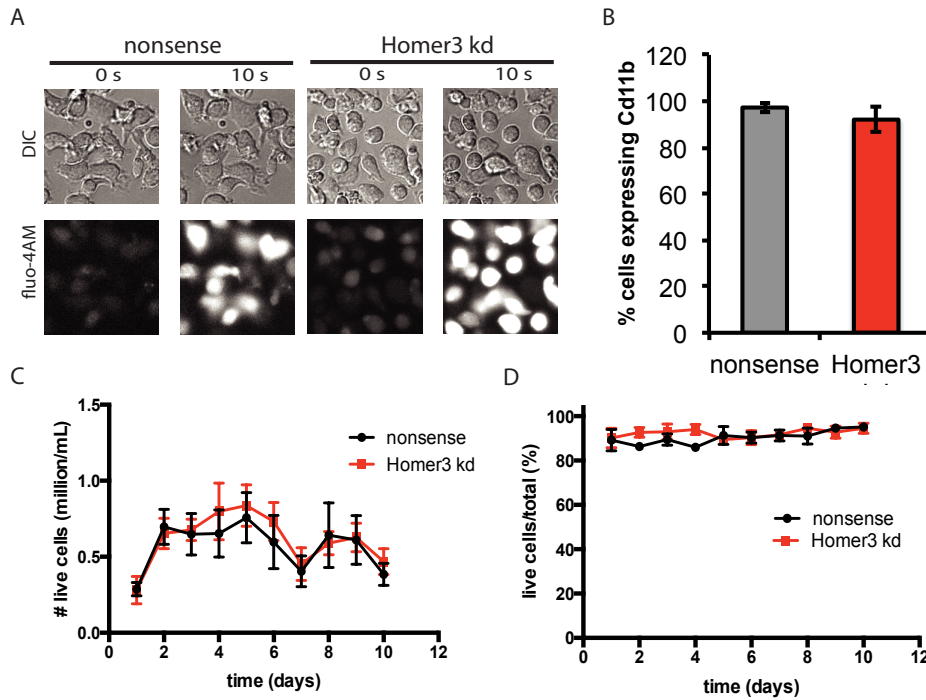 A
nonsense
Homer3 kd
0 s
10 s
0 s
10 s
DIC
fluo-4AM
B
% cells expressing Cd11b
120
100
80
60
40
20
0
nonsense
Homer3
C
# live cells (million/mL)
1.5
1.0
0.5
0.0
nonsense
Homer3 kd
0
2
4
6
8
10
12
time (days)
D
live cells/total (%)
100
80
60
40
20
0
nonsense
Homer3 kd
0
2
4
6
8
10
12
time (days)